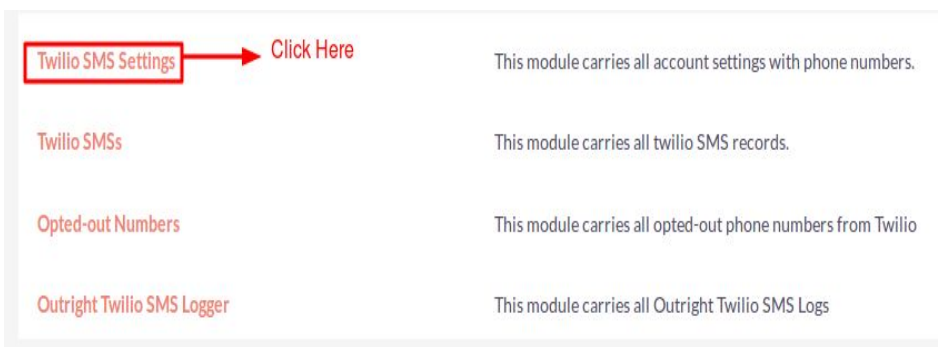 Twilio SMS Settings
Click Here
This module carries all account settings with phone numbers.
Twilio SMSs
This module carries all twilio SMS records.
Opted-out Numbers
This module carries all opted-out phone numbers from Twilio
Outright Twilio SMS Logger
This module carries all Outright Twilio SMS Logs